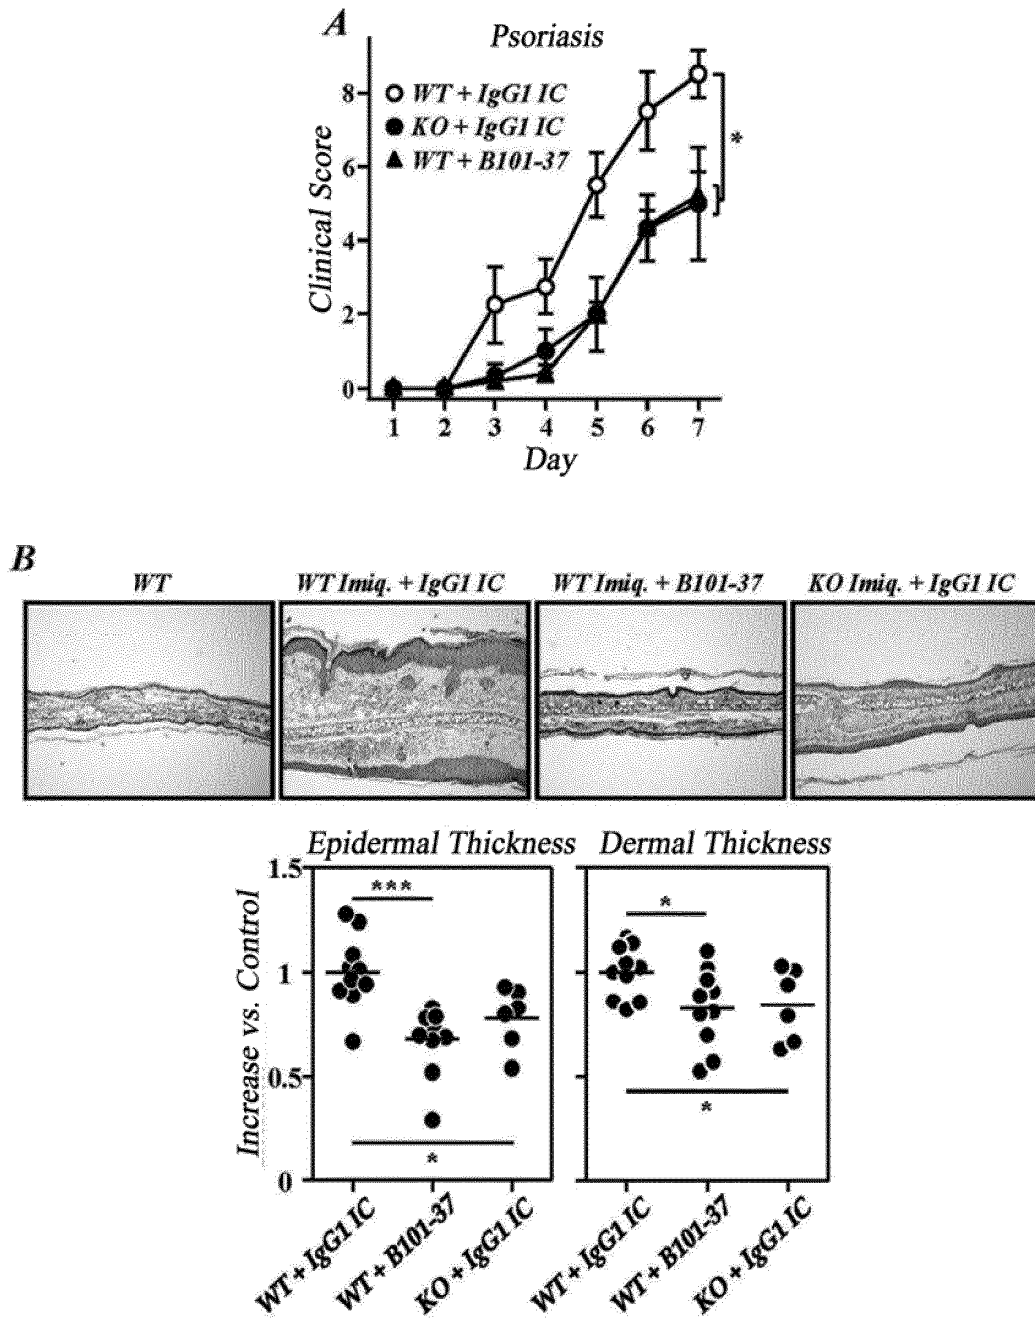 A
Psoriasis
Clinical Score
8
6
4
2
0
WT + IgG1 IC
KO + IgG1 IC
WT + B101-37
*
1 2 3 4 5 6 7
Day
B
WT
WT Imiq. + IgG1 IC
WT Imiq. + B101-37
KO Imiq. + IgG1 IC
Epidermal Thickness
Dermal Thickness
Increase vs. Control
1.5
1
0.5
0
***
*
*
*
WT + IgG1 IC
WT + B101-37
KO + IgG1 IC
WT + IgG1 IC
WT + B101-37
KO + IgG1 IC